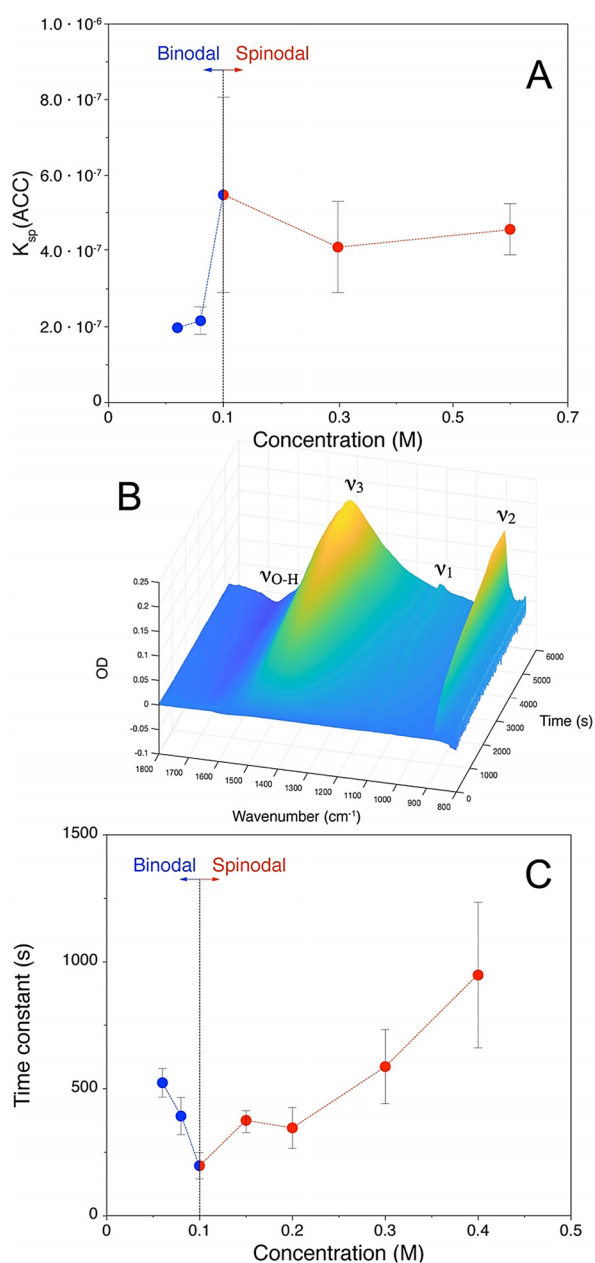 1.0 · 10⁻⁶
Binodal Spinodal
A
8.0 · 10⁻⁷
6.0 · 10⁻⁷
4.0 · 10⁻⁷
2.0 · 10⁻⁷
0
Kₛₚ(ACC)
0 0.1 0.3 0.5 0.7
Concentration (M)
B
ν₃
ν₂
ν_O-H
ν₁
0.25
0.2
0.15
0.1
0.05
0
-0.05
-0.1
OD
6000
5000
4000
3000
2000
1000
0
Time (s)
1800 1700 1600 1500 1400 1300 1200 1100 1000 900 800
Wavenumber (cm⁻¹)
1500
Binodal Spinodal
C
1000
500
0
Time constant (s)
0 0.1 0.2 0.3 0.4 0.5
Concentration (M)